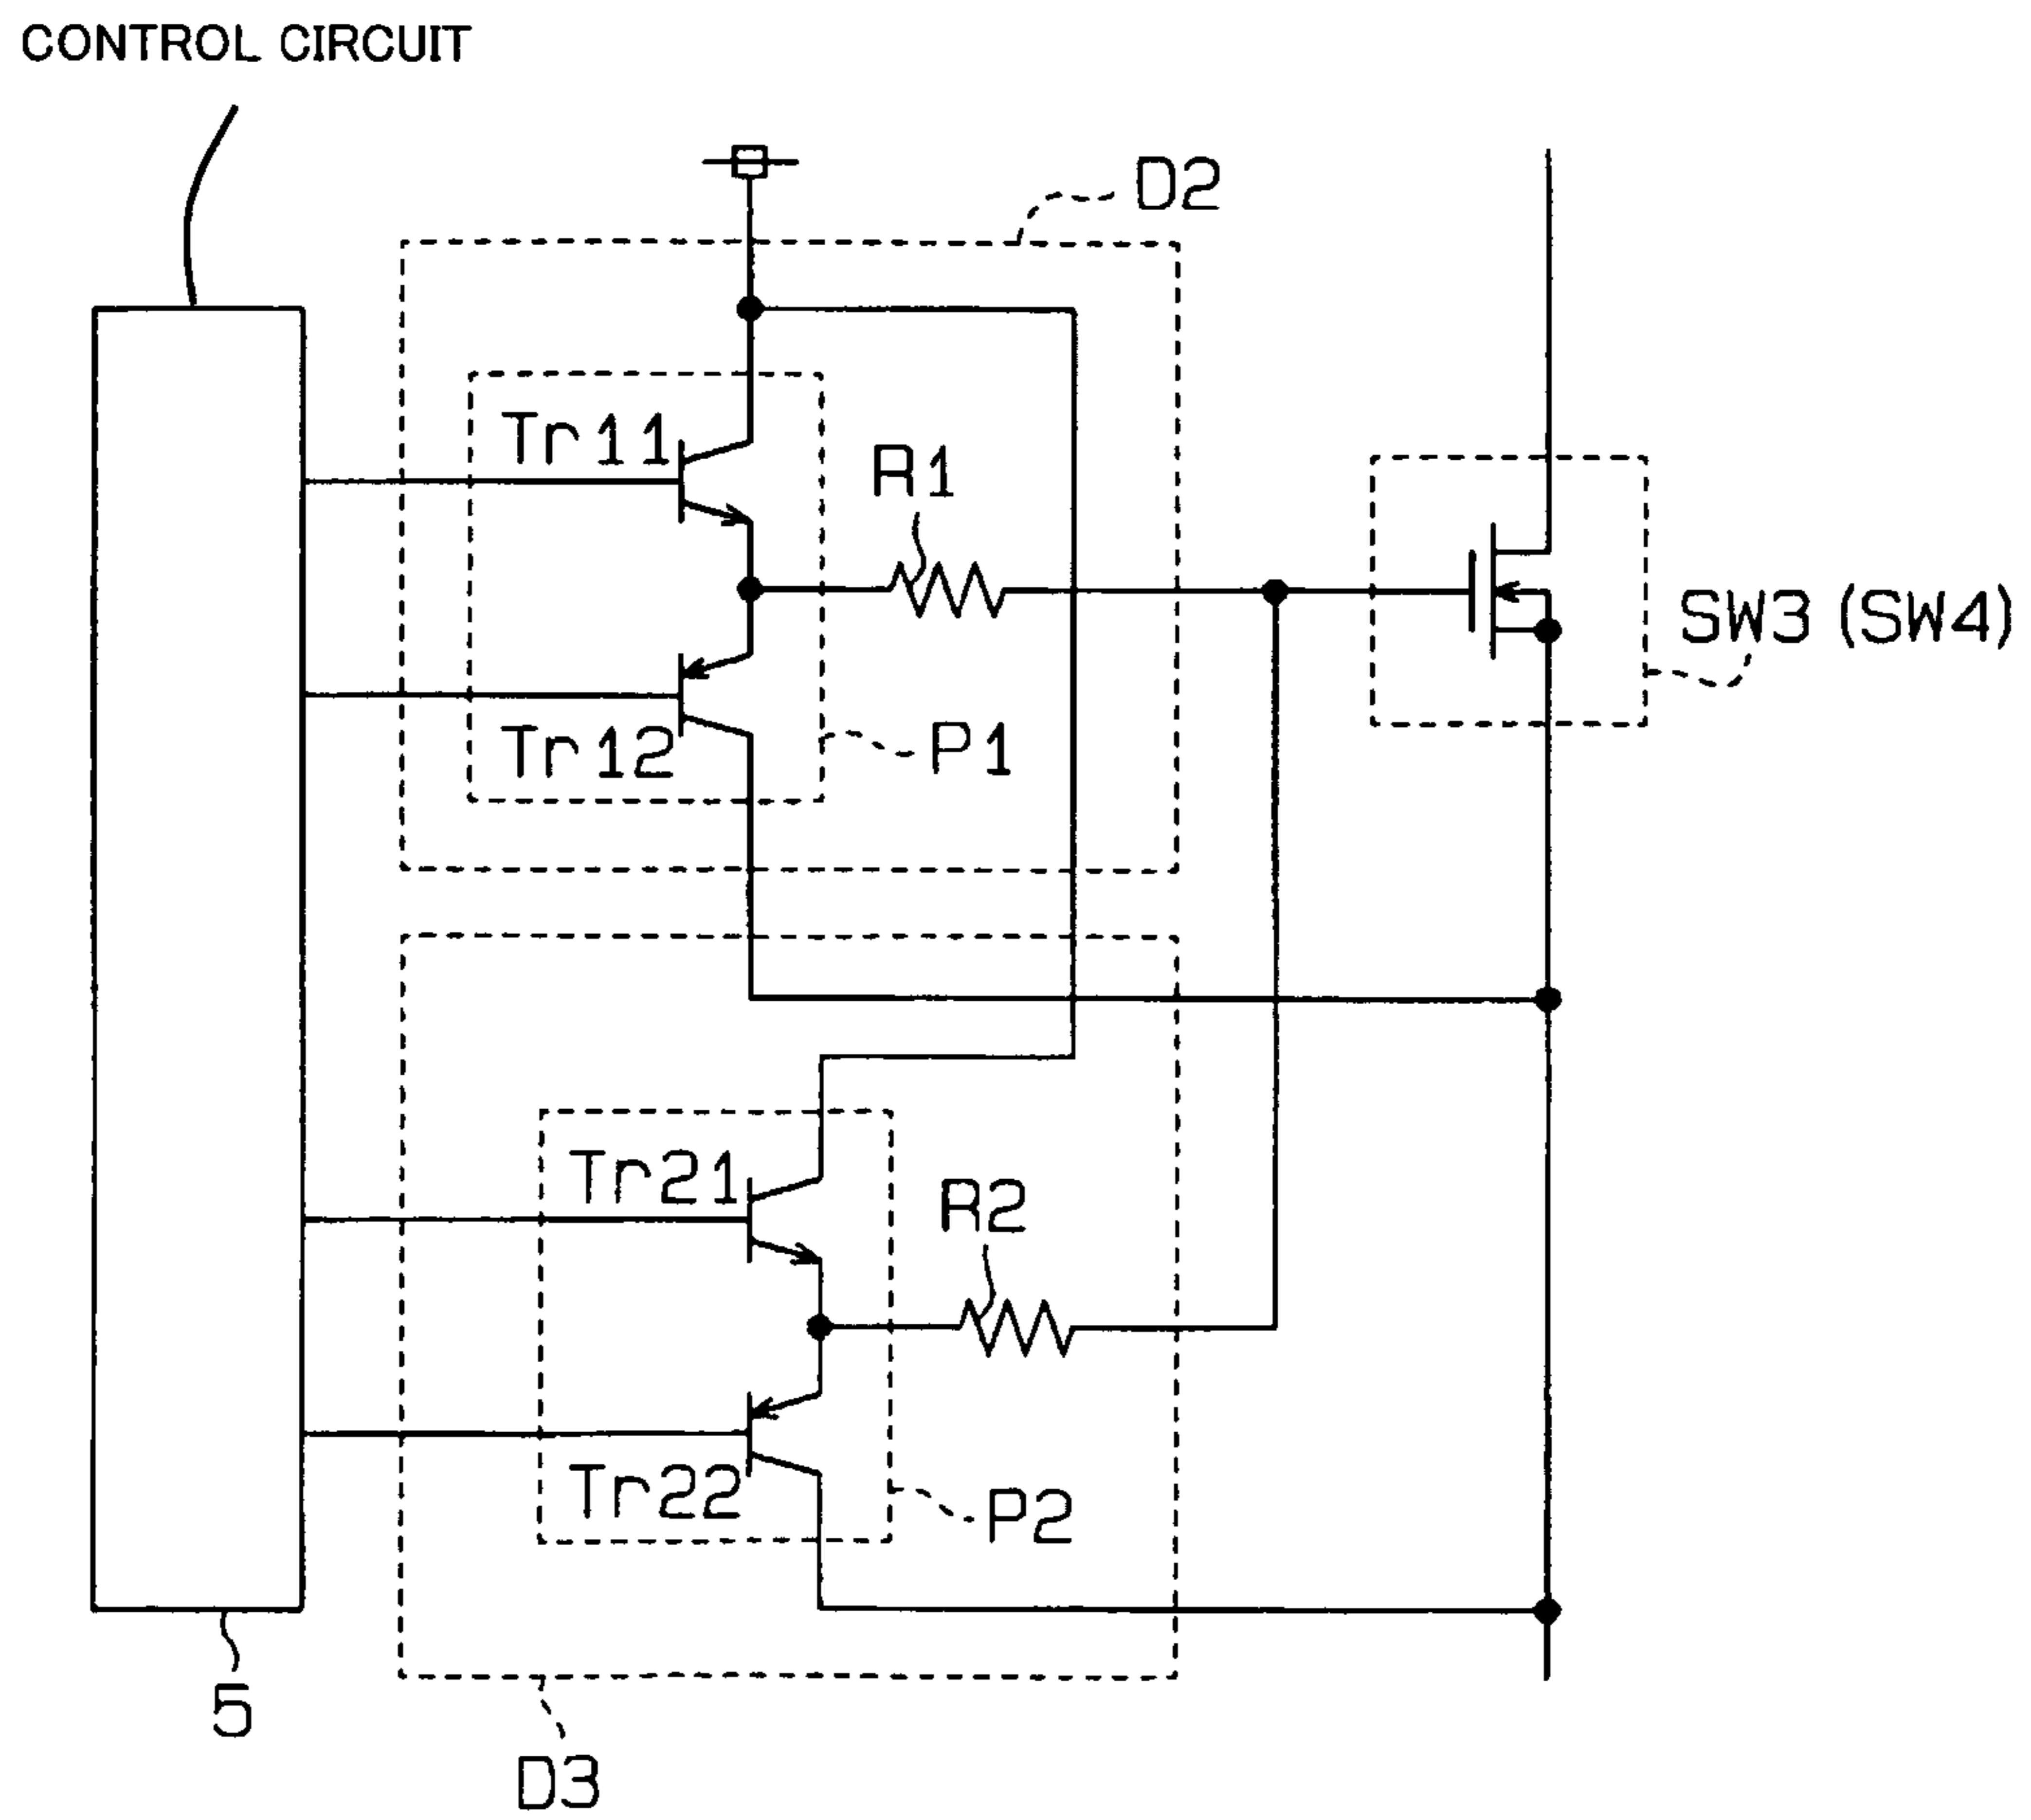 CONTROL CIRCUIT
D2
Tr11
R1
SW3 (SW4)
Tr12
P1
Tr21
R2
Tr22
P2
5
D3